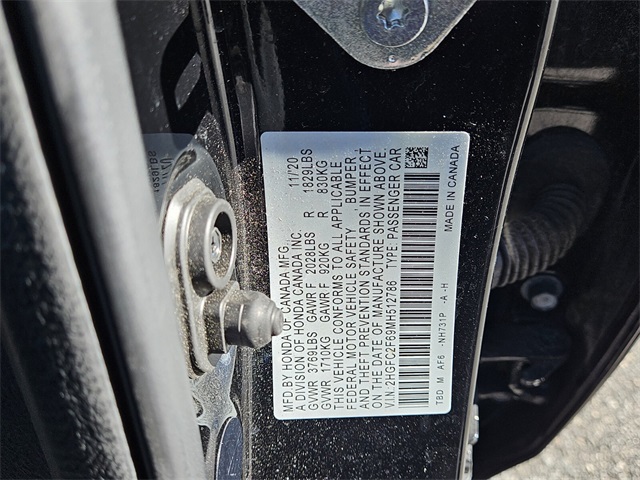 MFD BY HONDA OF CANADA MFG. 11/20
A DIVISION OF HONDA CANADA INC.
GVWR 3769LBS GAWR F 2028LBS R 1829LBS
GVWR 1710KG GAWR F 920KG R 830KG
THIS VEHICLE CONFORMS TO ALL APPLICABLE
FEDERAL MOTOR VEHICLE SAFETY , BUMPER ,
AND THEFT PREVENTION STANDARDS IN EFFECT
ON THE DATE OF MANUFACTURE SHOWN ABOVE.
V.I.N. 2HGFC2F69MH512786 TYPE PASSENGER CAR
TBD M AF6 -NH731P -A -H MADE IN CANADA